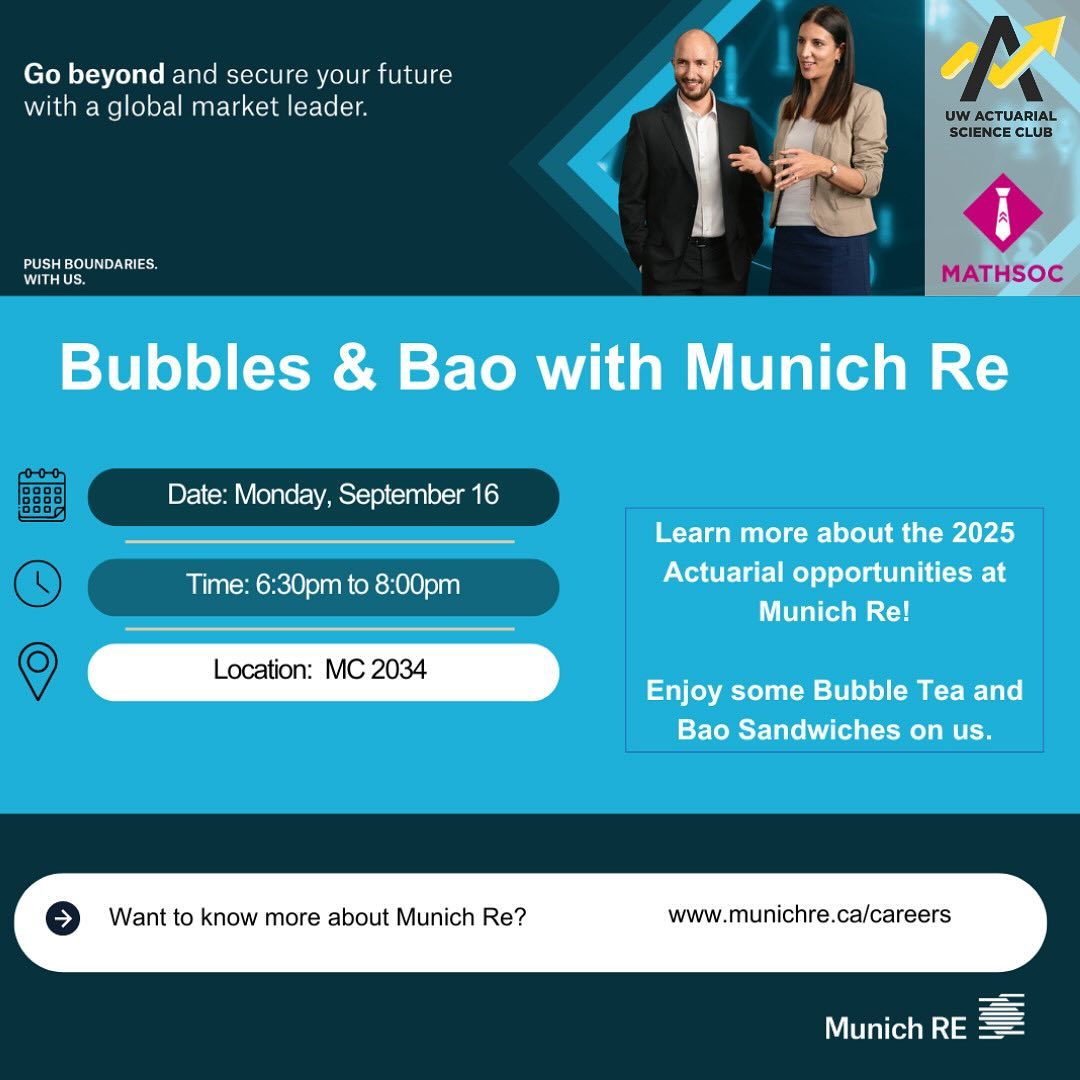 Go beyond and secure your future
with a global market leader.
PUSH BOUNDARIES.
WITH US.
UW ACTUARIAL
SCIENCE CLUB
MATHSOC
Bubbles & Bao with Munich Re
Date: Monday, September 16
Time: 6:30pm to 8:00pm
Location: MC 2034
Learn more about the 2025
Actuarial opportunities at
Munich Re!
Enjoy some Bubble Tea and
Bao Sandwiches on us.
Want to know more about Munich Re?
www.munichre.ca/careers
Munich RE